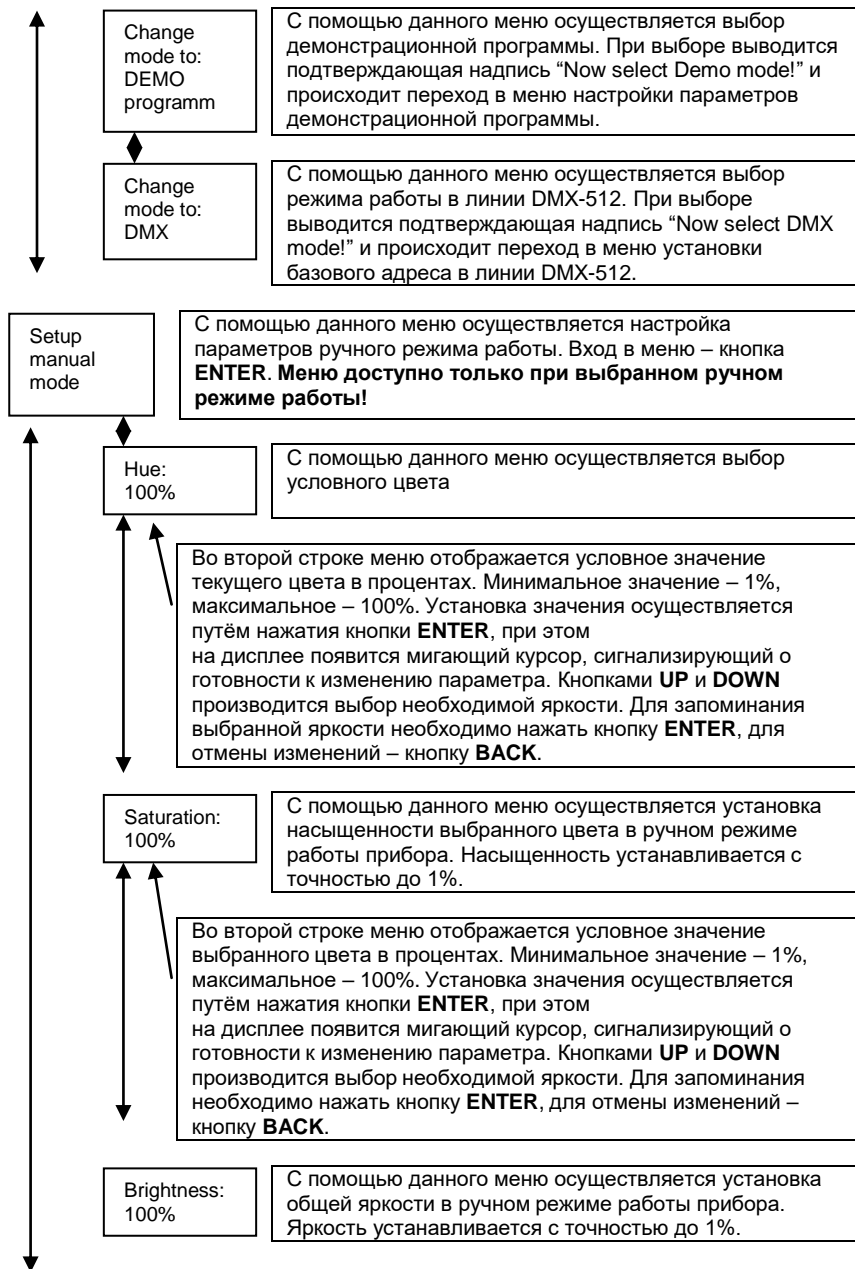 Change
mode to:
DEMO
programm
С помощью данного меню осуществляется выбор
демонстрационной программы. При выборе выводится
подтверждающая надпись “Now select Demo mode!” и
происходит переход в меню настройки параметров
демонстрационной программы.
Change
mode to:
DMX
С помощью данного меню осуществляется выбор
режима работы в линии DMX-512. При выборе
выводится подтверждающая надпись “Now select DMX
mode!” и происходит переход в меню установки
базового адреса в линии DMX-512.
Setup
manual
mode
С помощью данного меню осуществляется настройка
параметров ручного режима работы. Вход в меню – кнопка
ENTER. Меню доступно только при выбранном ручном
режиме работы!
Hue:
100%
С помощью данного меню осуществляется выбор
условного цвета
Во второй строке меню отображается условное значение
текущего цвета в процентах. Минимальное значение – 1%,
максимальное – 100%. Установка значения осуществляется
путём нажатия кнопки ENTER, при этом
на дисплее появится мигающий курсор, сигнализирующий о
готовности к изменению параметра. Кнопками UP и DOWN
производится выбор необходимой яркости. Для запоминания
выбранной яркости необходимо нажать кнопку ENTER, для
отмены изменений – кнопку BACK.
Saturation:
100%
С помощью данного меню осуществляется установка
насыщенности выбранного цвета в ручном режиме
работы прибора. Насыщенность устанавливается с
точностью до 1%.
Во второй строке меню отображается условное значение
выбранного цвета в процентах. Минимальное значение – 1%,
максимальное – 100%. Установка значения осуществляется
путём нажатия кнопки ENTER, при этом
на дисплее появится мигающий курсор, сигнализирующий о
готовности к изменению параметра. Кнопками UP и DOWN
производится выбор необходимой яркости. Для запоминания
необходимо нажать кнопку ENTER, для отмены изменений –
кнопку BACK.
Brightness:
100%
С помощью данного меню осуществляется установка
общей яркости в ручном режиме работы прибора.
Яркость устанавливается с точностью до 1%.